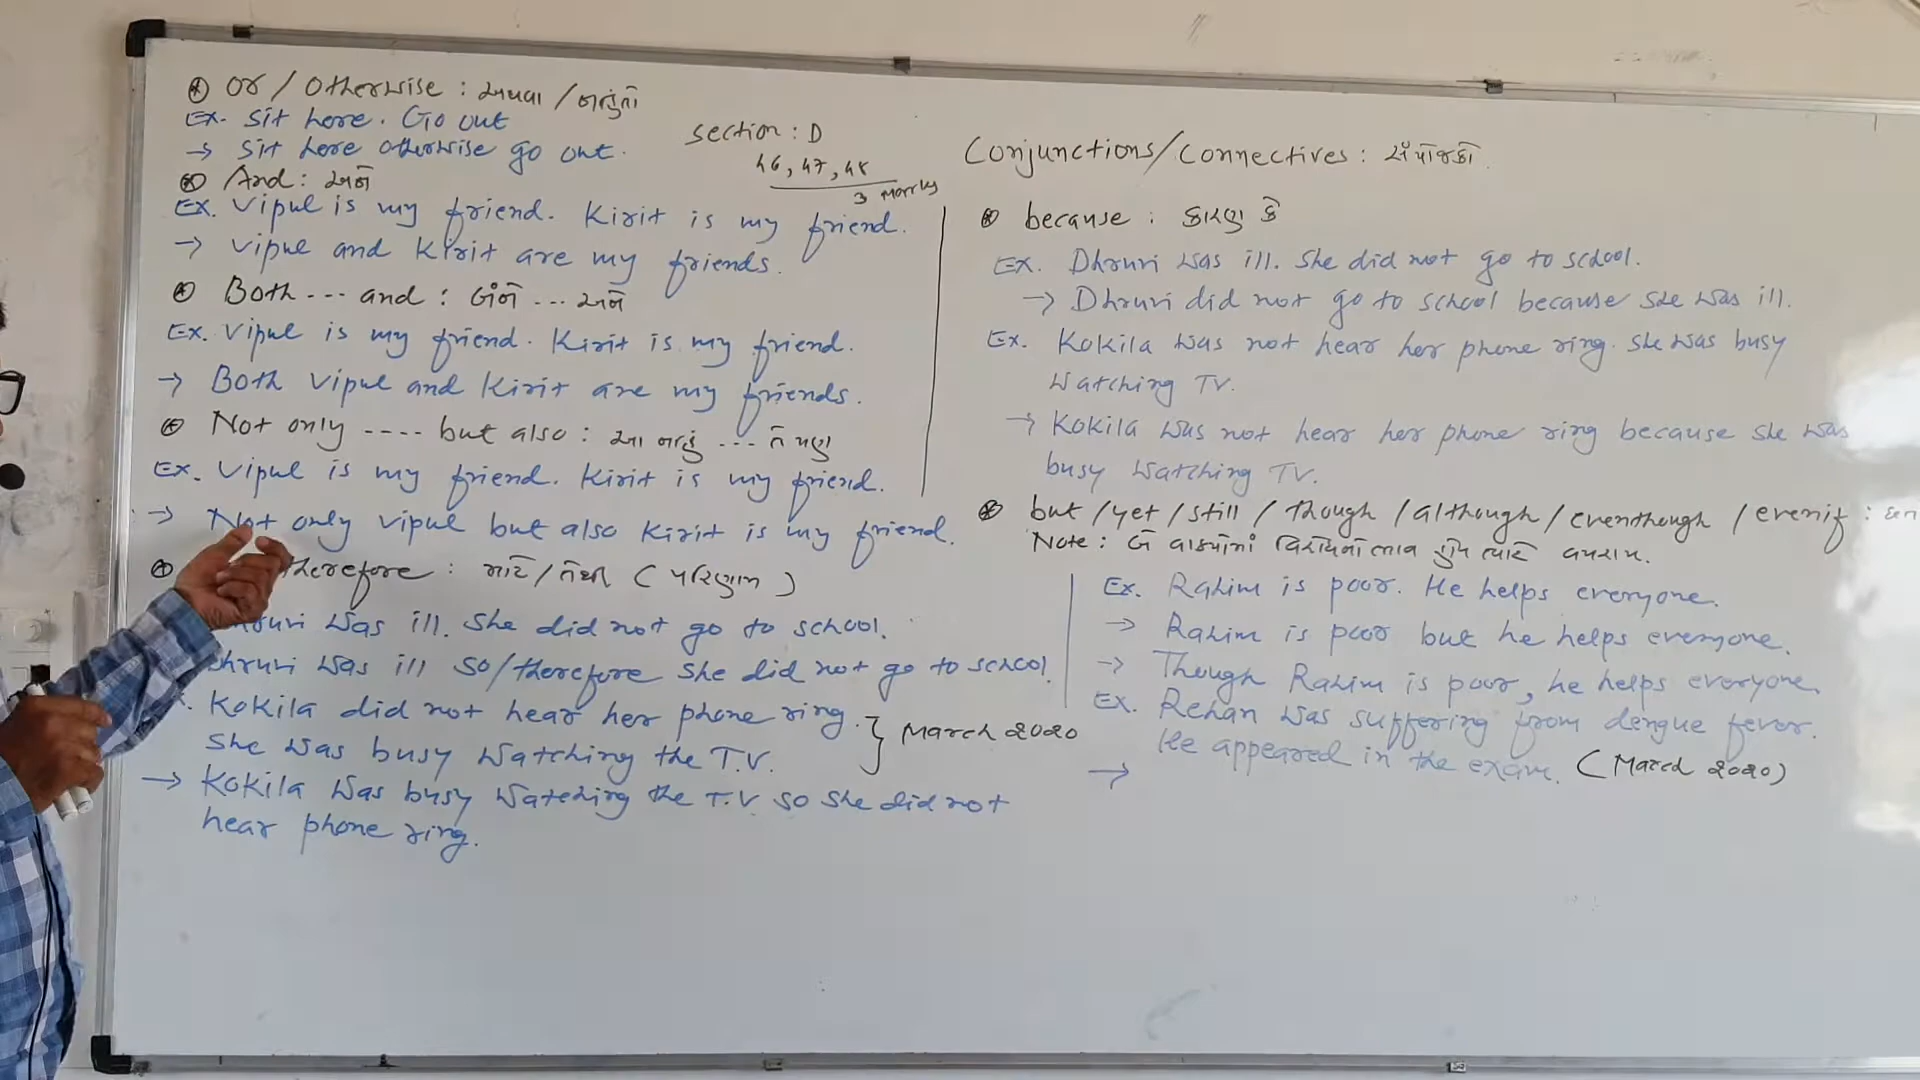 or / otherwise : અથવા / નહીંતો
Ex. Sit here. Go out
→ Sit here otherwise go out.
section : D
46, 47, 48
3 marks
And : અને
Ex. Vipul is my friend. Kirit is my friend.
→ Vipul and Kirit are my friends.
Both --- and : બંને --- અને
Ex. Vipul is my friend. Kirit is my friend.
→ Both Vipul and Kirit are my friends.
Not only ---- but also : આ નહીં --- તે પણ
Ex. Vipul is my friend. Kirit is my friend.
→ Not only Vipul but also Kirit is my friend.
therefore : માટે / તેથી ( પરિણામ )
was ill. She did not go to school.
was ill so/therefore she did not go to school.
Kokila did not hear her phone ring.
She was busy watching the T.V. } March 2020
→ Kokila was busy watching the T.V so she did not
hear phone ring.
Conjunctions/Connectives : સંયોજકો
because : કારણ કે
Ex. Dhruvi was ill. She did not go to school.
→ Dhruvi did not go to school because she was ill.
Ex. Kokila was not hear her phone ring. She was busy
watching TV.
→ Kokila was not hear her phone ring because she was
busy watching TV.
but / yet / still / though / although / eventhough / evenif :
Note : બે વાક્યોમાં વિરોધનો ભાવ હોય ત્યારે વપરાય.
Ex. Rahim is poor. He helps everyone.
→ Rahim is poor but he helps everyone.
→ Though Rahim is poor, he helps everyone.
Ex. Rehan was suffering from dengue fever.
He appeared in the exam. (March 2020)
→